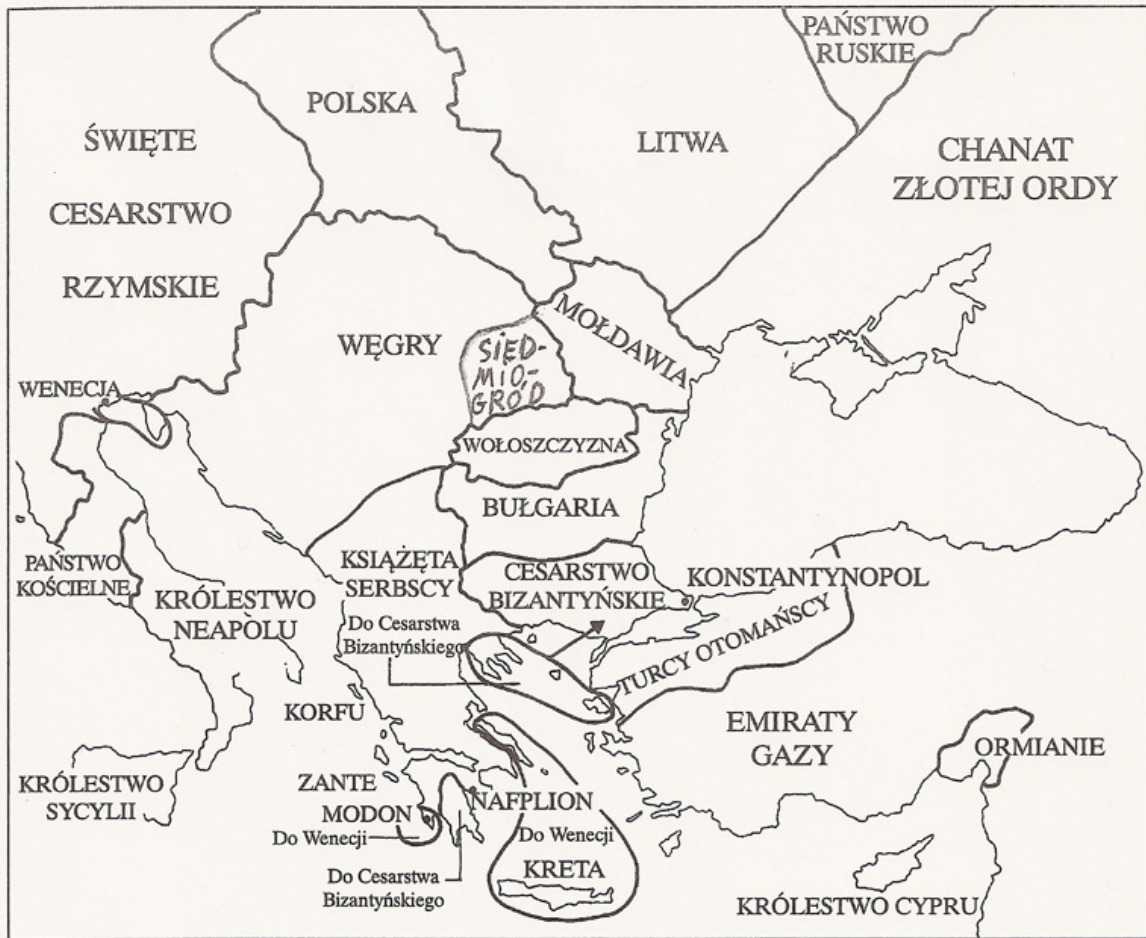 PAŃSTWO
RUSKIE
POLSKA
LITWA
ŚWIĘTE
CESARSTWO
RZYMSKIE
CHANAT
ZŁOTEJ ORDY
WĘGRY
SIED-
MIO-
GRÓD
MOŁDAWIA
WENECJA
WOŁOSZCZYZNA
BUŁGARIA
PAŃSTWO
KOŚCIELNE
KSIĄŻĘTA
SERBSCY
CESARSTWO
BIZANTYŃSKIE
KONSTANTYNOPOL
KRÓLESTWO
NEAPOLU
Do Cesarstwa
Bizantyńskiego
TURCY OTOMAŃSCY
KORFU
EMIRATY
GAZY
ORMIANIE
KRÓLESTWO
SYCYLII
ZANTE
MODON
Do Wenecji
NAFPLION
Do Wenecji
KRETA
Do Cesarstwa
Bizantyńskiego
KRÓLESTWO CYPRU